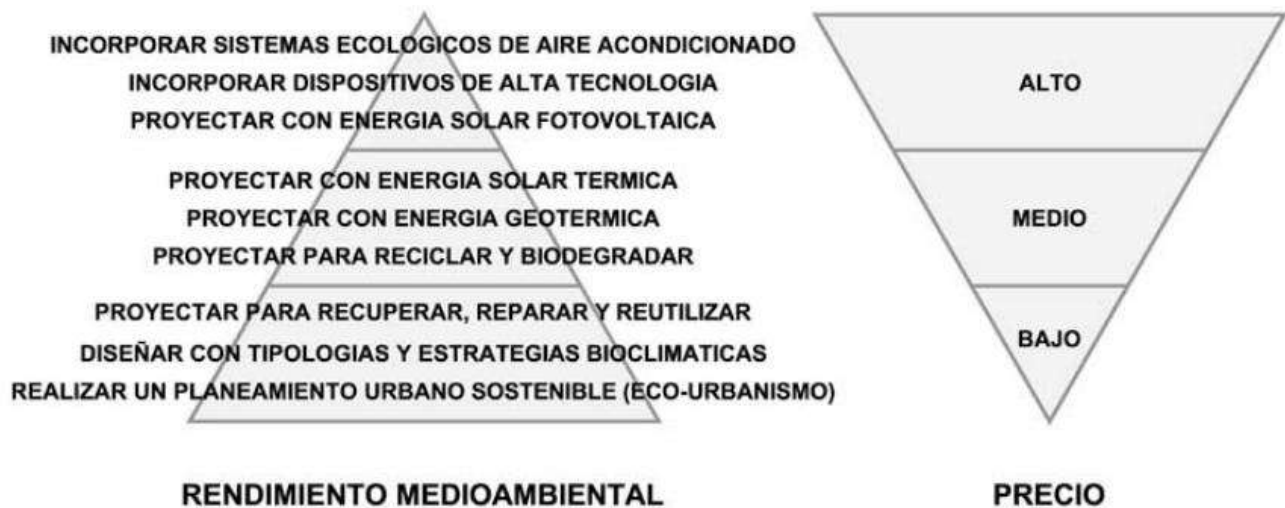 INCORPORAR SISTEMAS ECOLOGICOS DE AIRE ACONDICIONADO
INCORPORAR DISPOSITIVOS DE ALTA TECNOLOGIA
PROYECTAR CON ENERGIA SOLAR FOTOVOLTAICA
PROYECTAR CON ENERGIA SOLAR TERMICA
PROYECTAR CON ENERGIA GEOTERMICA
PROYECTAR PARA RECICLAR Y BIODEGRADAR
PROYECTAR PARA RECUPERAR, REPARAR Y REUTILIZAR
DISEÑAR CON TIPOLOGIAS Y ESTRATEGIAS BIOCLIMATICAS
REALIZAR UN PLANEAMIENTO URBANO SOSTENIBLE (ECO-URBANISMO)
RENDIMIENTO MEDIOAMBIENTAL
ALTO
MEDIO
BAJO
PRECIO